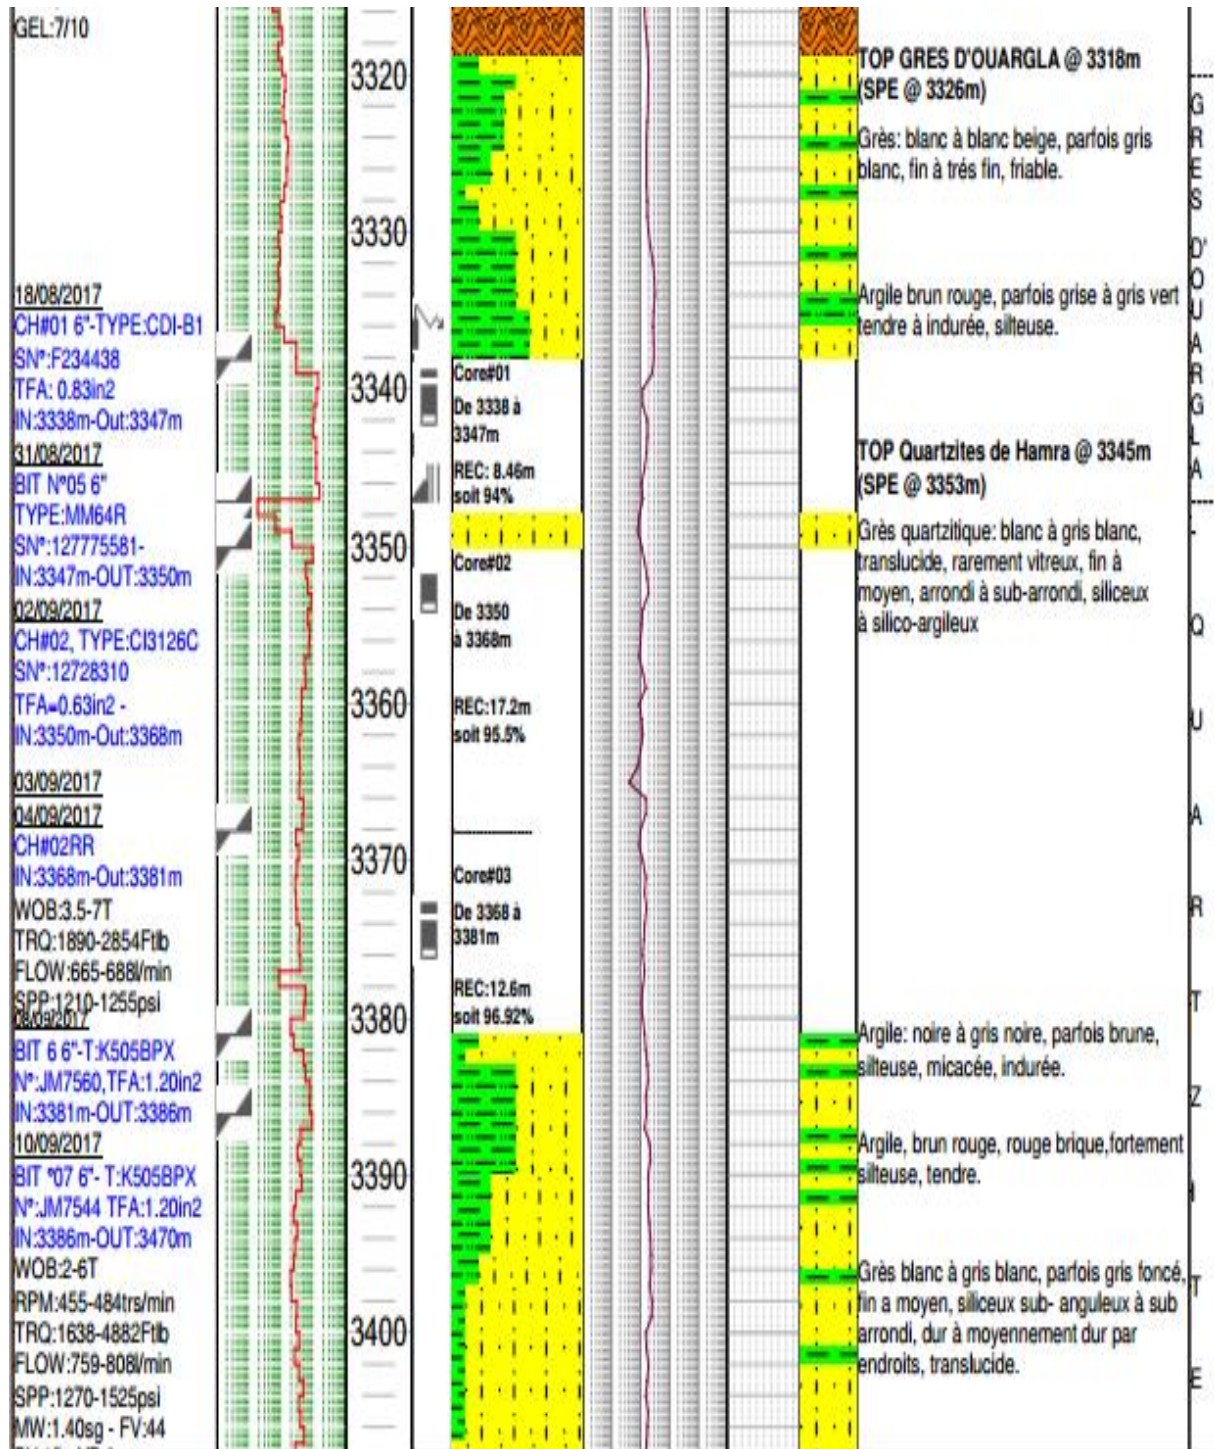 GEL:7/10
18/08/2017
CH#01 6"-TYPE:CDI-B1
SN°:F234438
TFA: 0.83in2
IN:3338m-Out:3347m
31/08/2017
BIT N°05 6"
TYPE:MM64R
SN°:127775581-
IN:3347m-OUT:3350m
02/09/2017
CH#02, TYPE:CI3126C
SN°:12728310
TFA=0.63in2 -
IN:3350m-Out:3368m
03/09/2017
04/09/2017
CH#02RR
IN:3368m-Out:3381m
WOB:3.5-7T
TRQ:1890-2854Ftlb
FLOW:665-688l/min
SPP:1210-1255psi
08/09/2017
BIT 6 6"-T:K505BPX
N°:JM7560,TFA:1.20in2
IN:3381m-OUT:3386m
10/09/2017
BIT °07 6"- T:K505BPX
N°:JM7544 TFA:1.20in2
IN:3386m-OUT:3470m
WOB:2-6T
RPM:455-484trs/min
TRQ:1638-4882Ftlb
FLOW:759-808l/min
SPP:1270-1525psi
MW:1.40sg - FV:44
3320
3330
3340
3350
3360
3370
3380
3390
3400
Core#01
De 3338 à
3347m
REC: 8.46m
soit 94%
Core#02
De 3350
à 3368m
REC:17.2m
soit 95.5%
Core#03
De 3368 à
3381m
REC:12.6m
soit 96.92%
TOP GRES D'OUARGLA @ 3318m
(SPE @ 3326m)
Grès: blanc à blanc beige, parfois gris
blanc, fin à trés fin, friable.
Argile brun rouge, parfois grise à gris vert
tendre à indurée, silteuse.
TOP Quartzites de Hamra @ 3345m
(SPE @ 3353m)
Grès quartzitique: blanc à gris blanc,
translucide, rarement vitreux, fin à
moyen, arrondi à sub-arrondi, siliceux
à silico-argileux
Argile: noire à gris noire, parfois brune,
silteuse, micacée, indurée.
Argile, brun rouge, rouge brique,fortement
silteuse, tendre.
Grès blanc à gris blanc, parfois gris foncé,
fin a moyen, siliceux sub- anguleux à sub
arrondi, dur à moyennement dur par
endroits, translucide.
GRES D'OUARGLA
- QUARTZITE